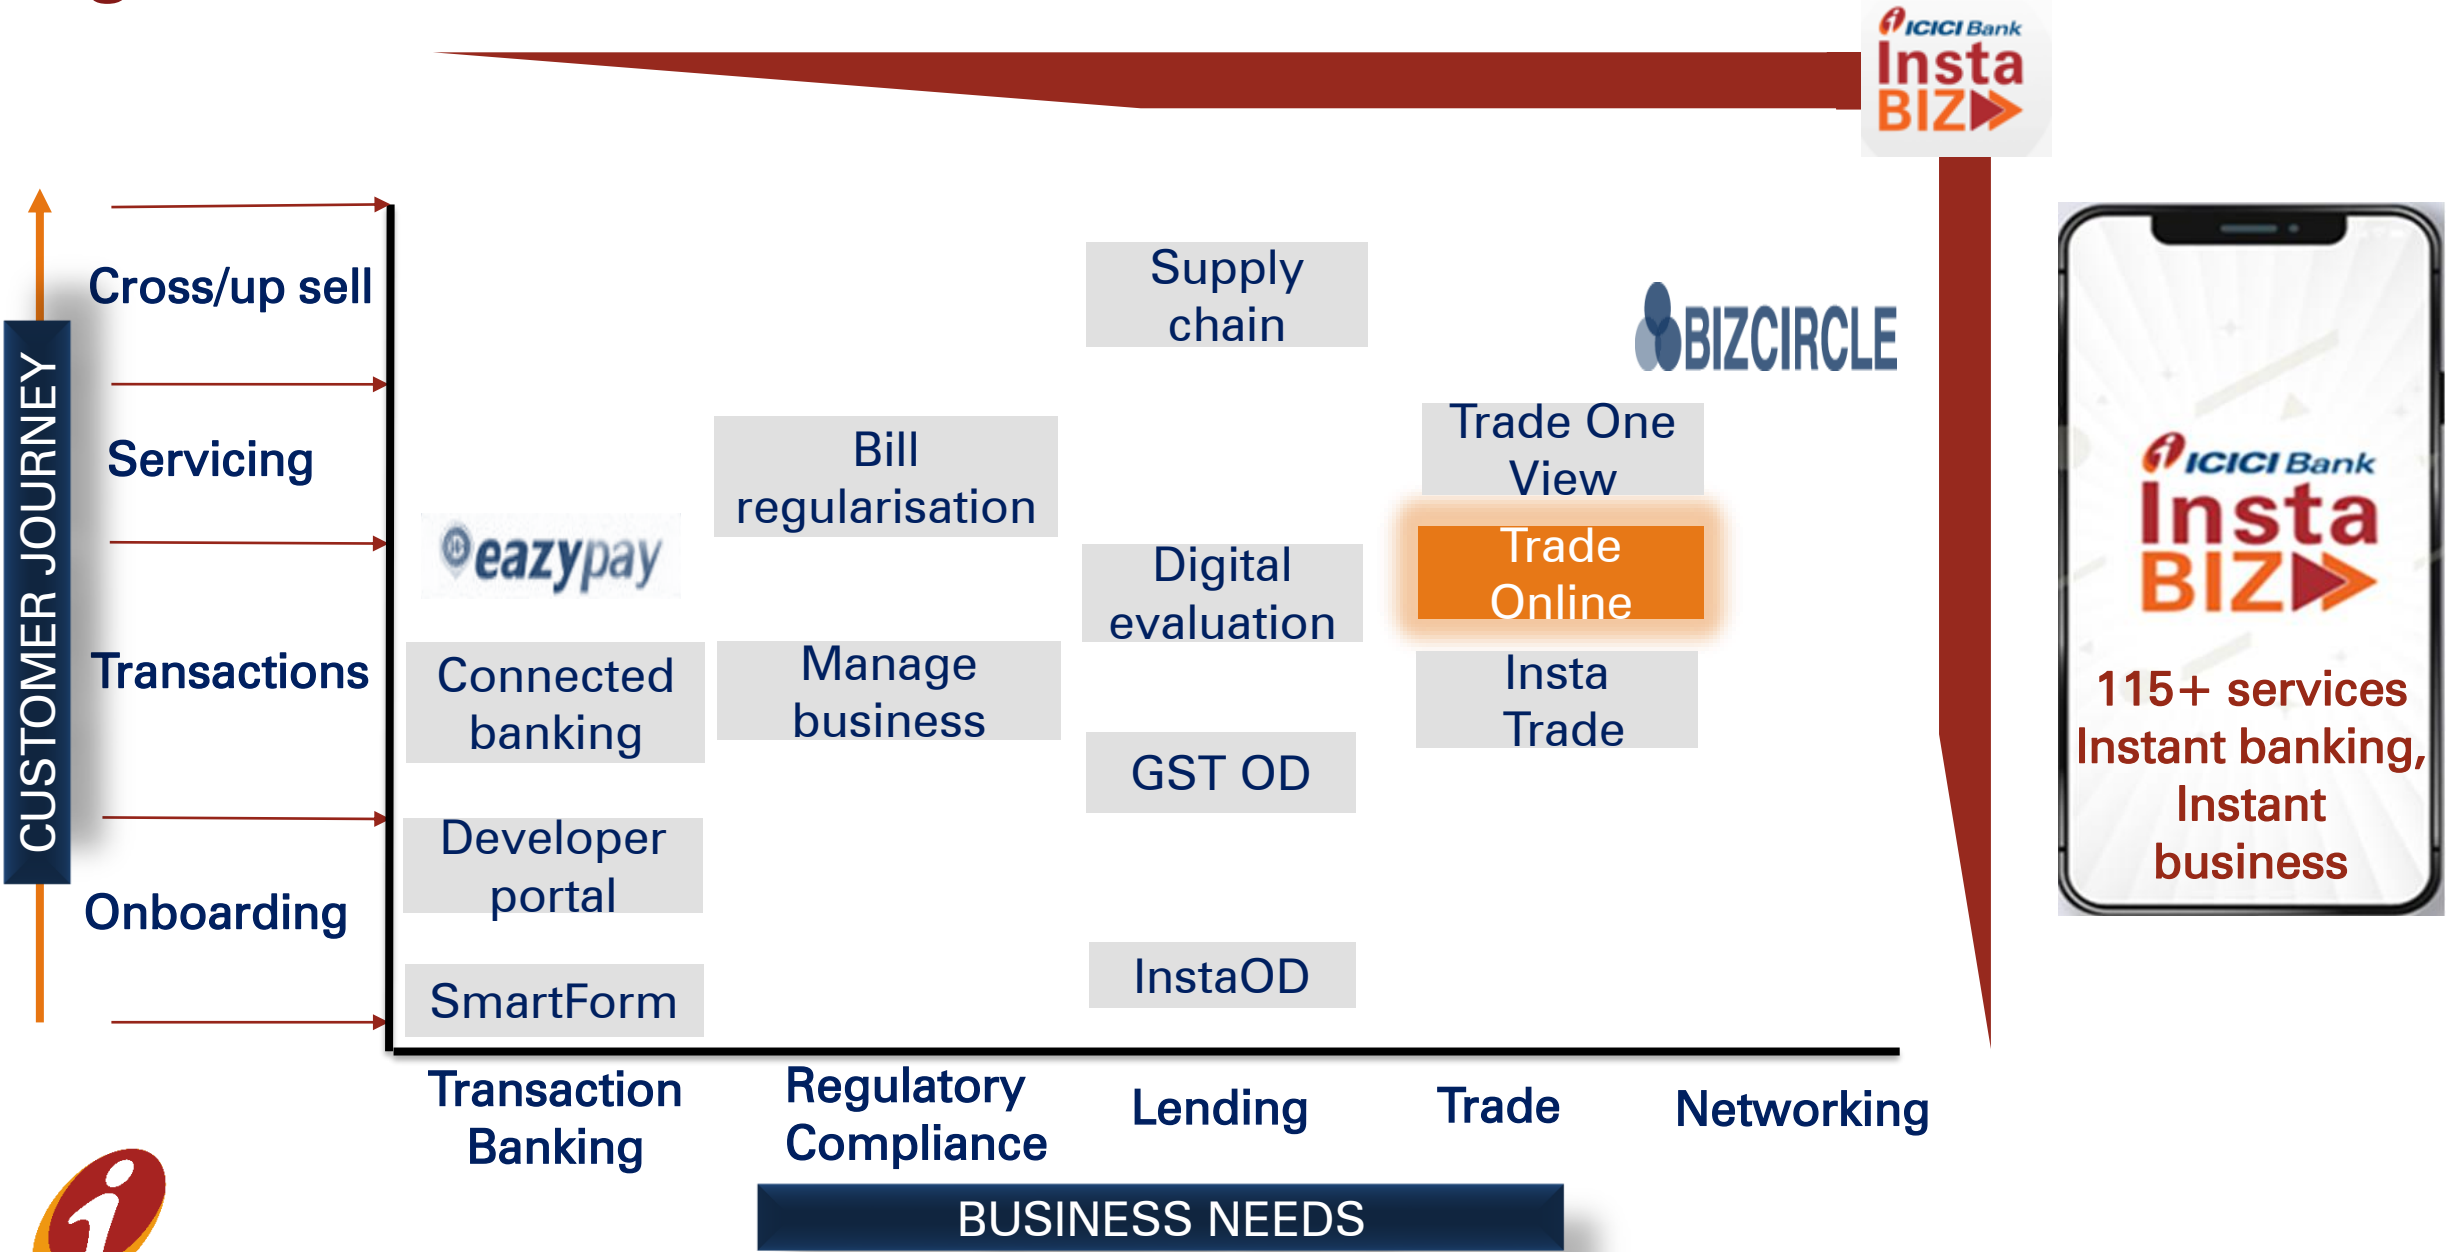 ICICI Bank
Insta
BIZ
CUSTOMER JOURNEY
Cross/up sell
Servicing
Transactions
Onboarding
Supply
chain
BIZCIRCLE
Bill
regularisation
Trade One
View
eazypay
Digital
evaluation
Trade
Online
Connected
banking
Manage
business
Insta
Trade
GST OD
Developer
portal
InstaOD
SmartForm
Transaction
Banking
Regulatory
Compliance
Lending
Trade
Networking
BUSINESS NEEDS
ICICI Bank
Insta
BIZ
115+ services
Instant banking,
Instant
business